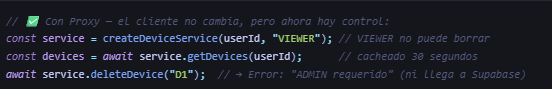 // ✅ Con Proxy — el cliente no cambia, pero ahora hay control:
const service = createDeviceService(userId, "VIEWER"); // VIEWER no puede borrar
const devices = await service.getDevices(userId);      // cacheado 30 segundos
await service.deleteDevice("D1");  // → Error: "ADMIN requerido" (ni llega a Supabase)